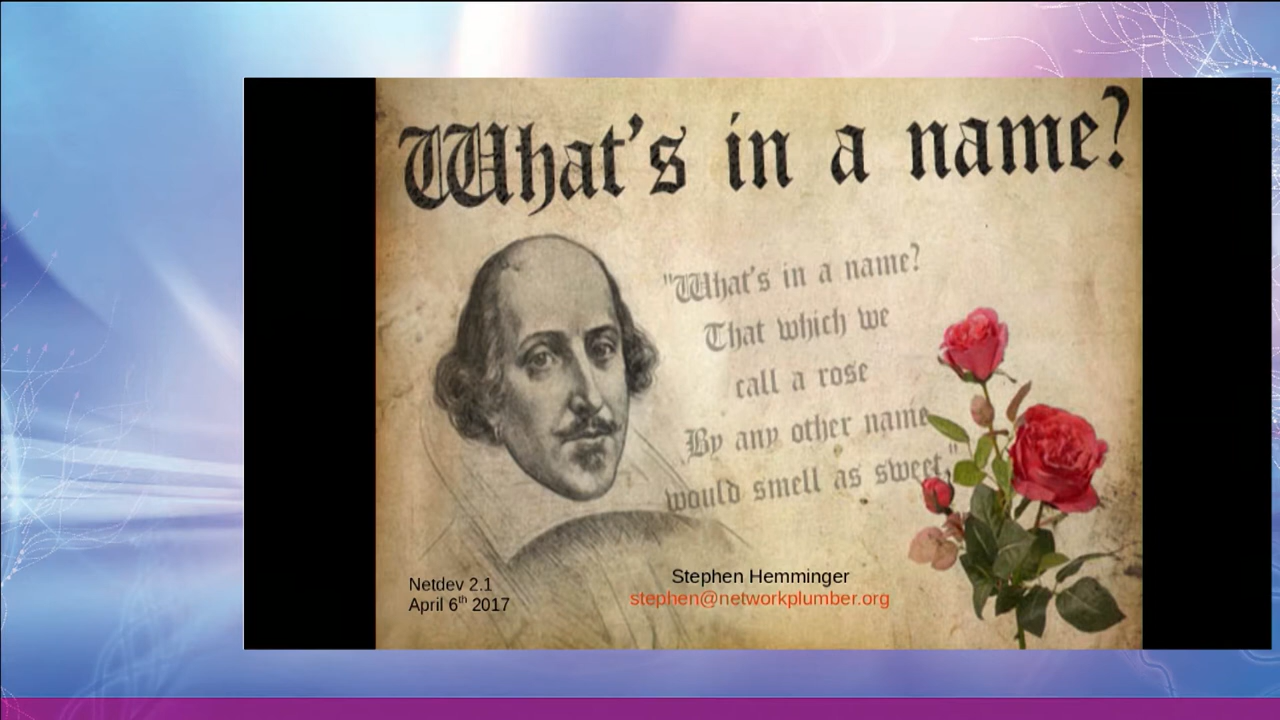 What's in a name?
"What's in a name?
That which we
call a rose
By any other name
would smell as sweet,"
Stephen Hemminger
stephen@networkplumber.org
Netdev 2.1
April 6th 2017